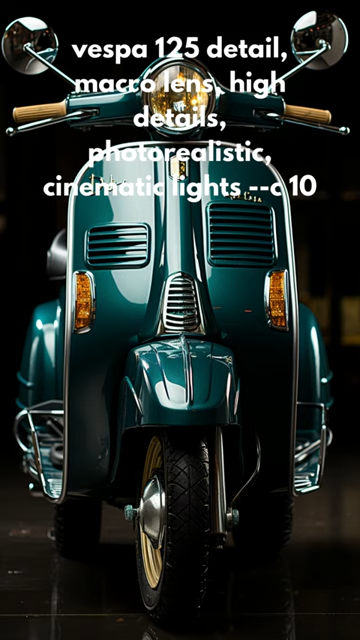 vespa 125 detail,
macro lens, high
details,
photorealistic,
cinematic lights --c 10